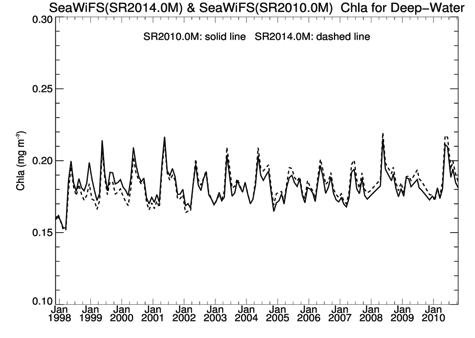 SeaWiFS(SR2014.0M) & SeaWiFS(SR2010.0M)  Chla for Deep-Water
SR2010.0M: solid line   SR2014.0M: dashed line
Chla (mg m⁻³)
0.30
0.25
0.20
0.15
0.10
Jan Jan Jan Jan Jan Jan Jan Jan Jan Jan Jan Jan Jan
1998 1999 2000 2001 2002 2003 2004 2005 2006 2007 2008 2009 2010